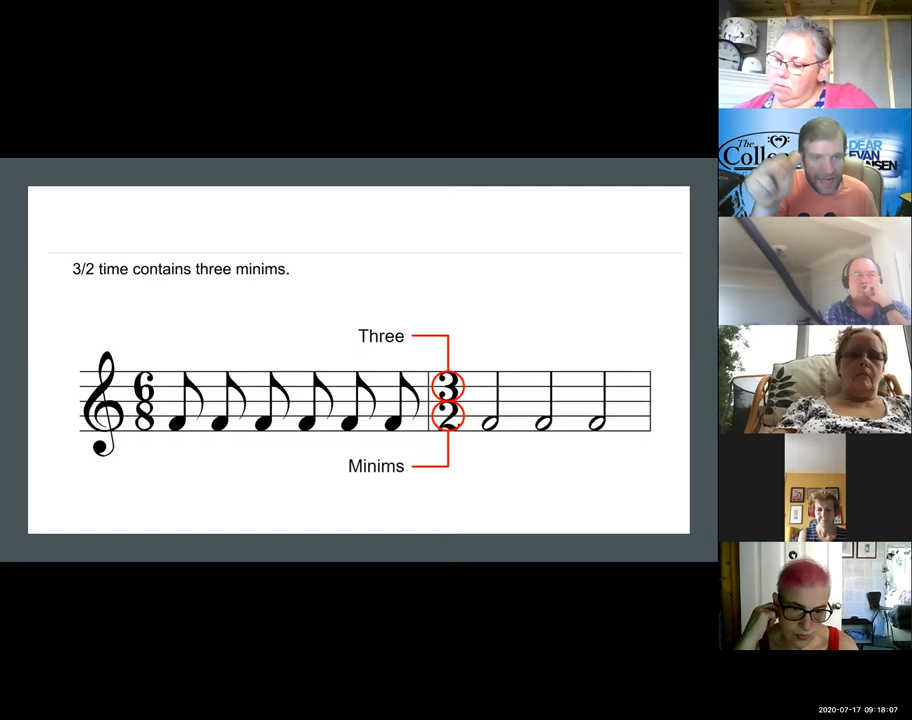 3/2 time contains three minims.
Three
6
8
3
2
Minims
The
DEAR
EVAN
2020-07-17 09:18:07